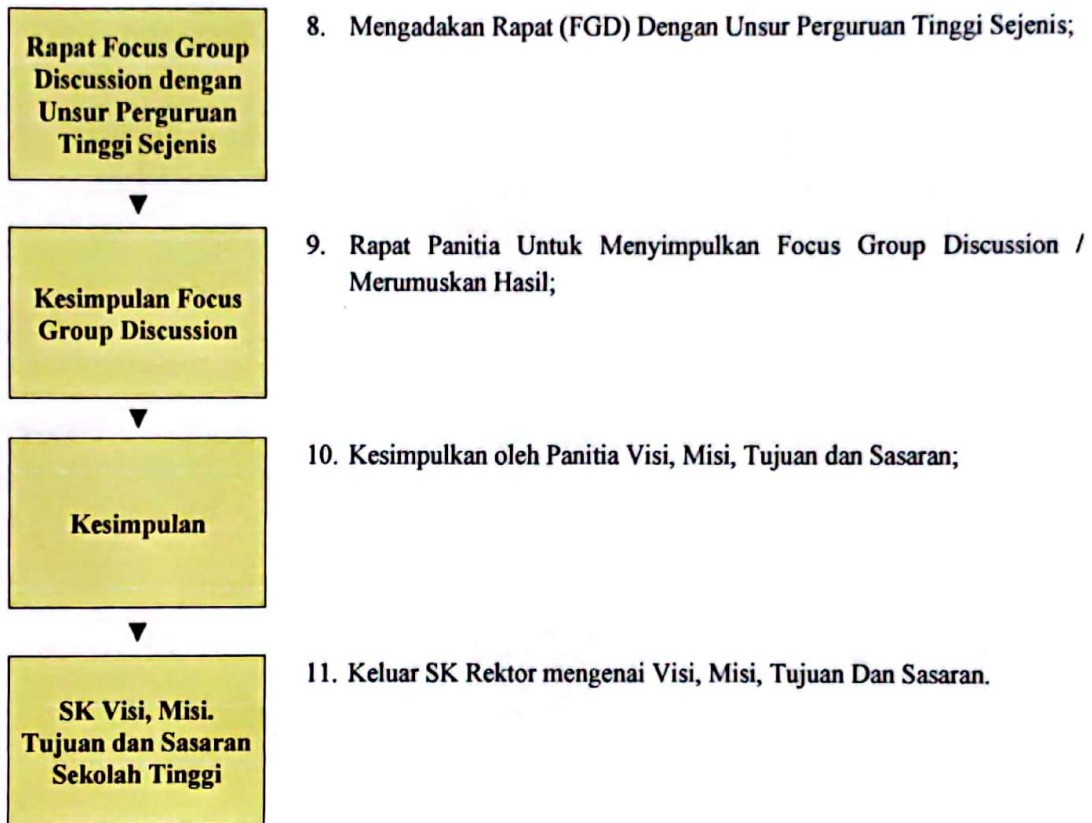 Rapat Focus Group
Discussion dengan
Unsur Perguruan
Tinggi Sejenis
8. Mengadakan Rapat (FGD) Dengan Unsur Perguruan Tinggi Sejenis;
▼
Kesimpulan Focus
Group Discussion
9. Rapat Panitia Untuk Menyimpulkan Focus Group Discussion /
Merumuskan Hasil;
▼
Kesimpulan
10. Kesimpulkan oleh Panitia Visi, Misi, Tujuan dan Sasaran;
▼
SK Visi, Misi.
Tujuan dan Sasaran
Sekolah Tinggi
11. Keluar SK Rektor mengenai Visi, Misi, Tujuan Dan Sasaran.